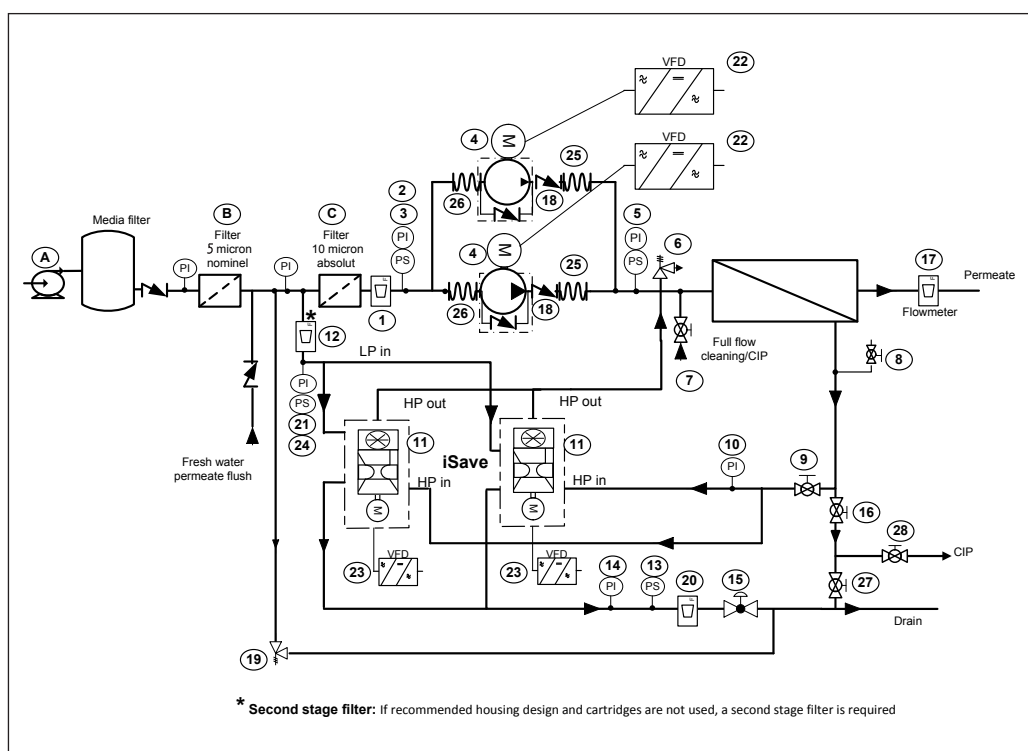 VFD
22
4
M
VFD
22
25
2
B
C
26
18
5
Media filter
Filter
5 micron
nominel
Filter
10 micron
absolut
3
PI
PS
4
M
PI
PS
6
17
A
PI
PI
F
25
Permeate
F
Flowmeter
*
1
26
18
F
12
Full flow
cleaning/CIP
8
LP in
7
PI
PS
21
24
HP out
HP out
11
11
10
9
Fresh water
permeate flush
iSave
PI
HP in
HP in
16
M
M
28
CIP
23
VFD
23
VFD
14
13
20
15
27
PI
PS
F
Drain
19
* Second stage filter: If recommended housing design and cartridges are not used, a second stage filter is required